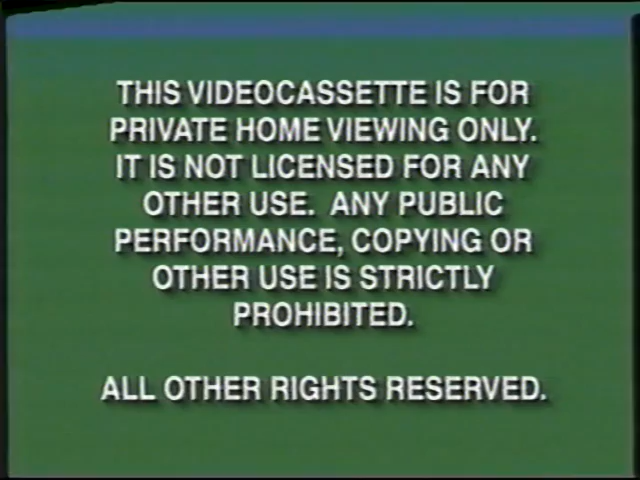 THIS VIDEOCASSETTE IS FOR
PRIVATE HOME VIEWING ONLY.
IT IS NOT LICENSED FOR ANY
OTHER USE.  ANY PUBLIC
PERFORMANCE, COPYING OR
OTHER USE IS STRICTLY
PROHIBITED.
ALL OTHER RIGHTS RESERVED.